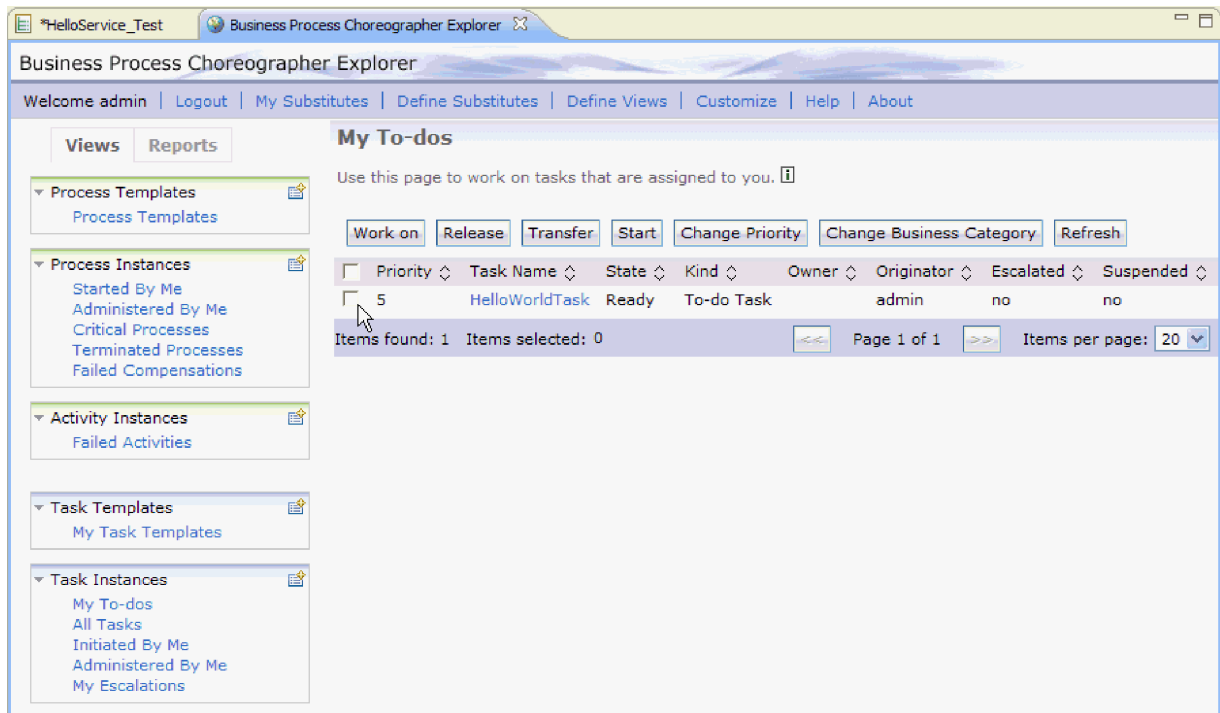 *HelloService_Test
Business Process Choreographer Explorer
Business Process Choreographer Explorer
Welcome admin | Logout | My Substitutes | Define Substitutes | Define Views | Customize | Help | About
Views
Reports
Process Templates
Process Templates
Process Instances
Started By Me
Administered By Me
Critical Processes
Terminated Processes
Failed Compensations
Activity Instances
Failed Activities
Task Templates
My Task Templates
Task Instances
My To-dos
All Tasks
Initiated By Me
Administered By Me
My Escalations
My To-dos
Use this page to work on tasks that are assigned to you. i
Work on Release Transfer Start Change Priority Change Business Category Refresh
Priority Task Name State Kind Owner Originator Escalated Suspended
5 HelloWorldTask Ready To-do Task admin no no
Items found: 1 Items selected: 0 << Page 1 of 1 >> Items per page: 20